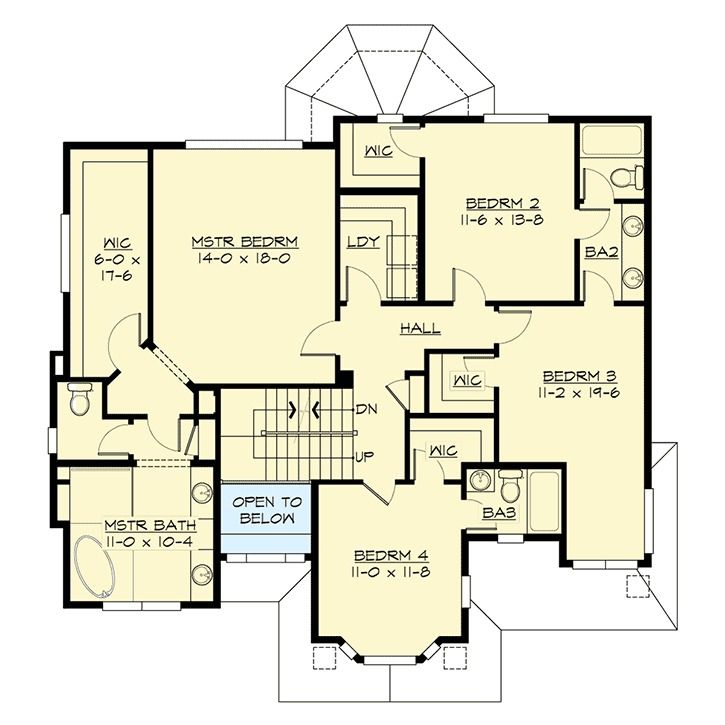 WIC
BEDRM 2
11-6 x 13-8
WIC
6-0 x
17-6
MSTR BEDRM
14-0 x 18-0
LDY
BA2
HALL
WIC
BEDRM 3
11-2 x 19-6
DN
UP
WIC
OPEN TO
BELOW
BA3
MSTR BATH
11-0 x 10-4
BEDRM 4
11-0 x 11-8